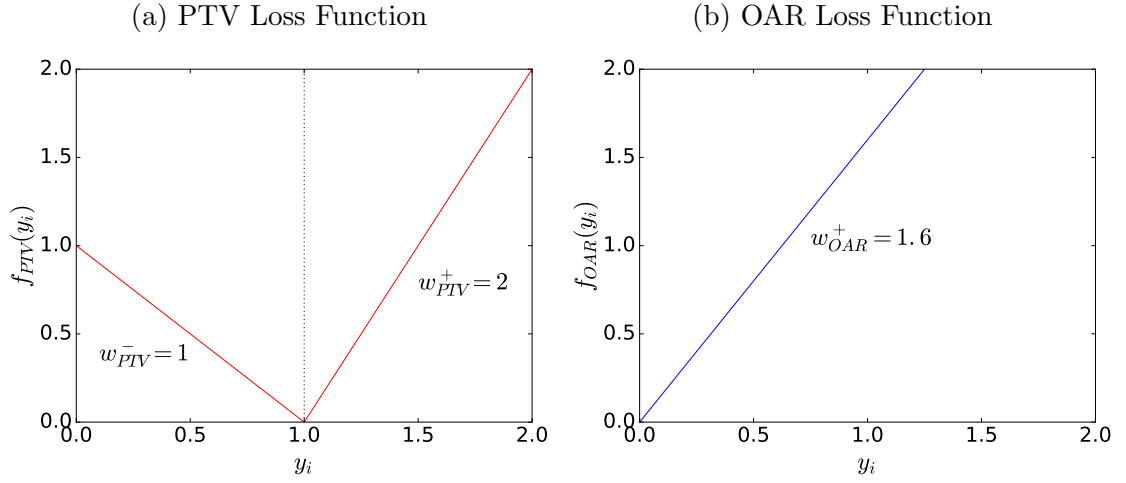 (a) PTV Loss Function
2.0
1.5
1.0
0.5
0.0
f_PTV(y_i)
w⁻_PTV = 1
w⁺_PTV = 2
0.0 0.5 1.0 1.5 2.0
y_i
(b) OAR Loss Function
2.0
1.5
1.0
0.5
0.0
f_OAR(y_i)
w⁺_OAR = 1.6
0.0 0.5 1.0 1.5 2.0
y_i